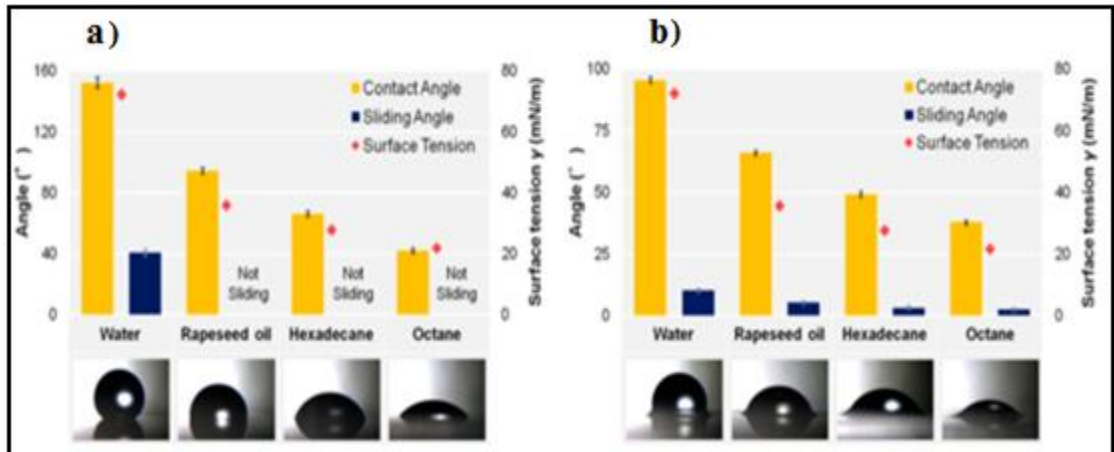 a)
160
120
80
40
0
Angle (°)
80
60
40
20
0
Surface tension γ (mN/m)
Contact Angle
Sliding Angle
Surface Tension
Not
Sliding
Not
Sliding
Not
Sliding
Water
Rapeseed oil
Hexadecane
Octane
b)
100
75
50
25
0
Angle (°)
80
60
40
20
0
Surface tension γ (mN/m)
Contact Angle
Sliding Angle
Surface Tension
Water
Rapeseed oil
Hexadecane
Octane